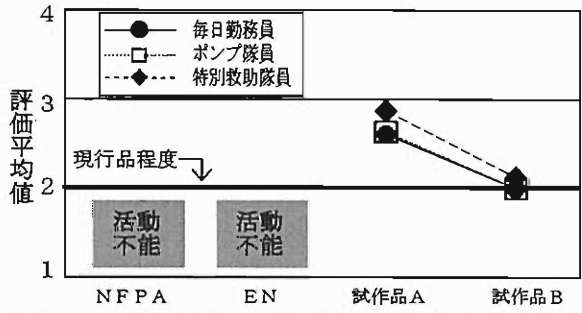 4
毎日勤務員
ポンプ隊員
特別救助隊員
評価平均値
3
現行品程度
2
活動
不能
活動
不能
1
NFPA
EN
試作品A
試作品B